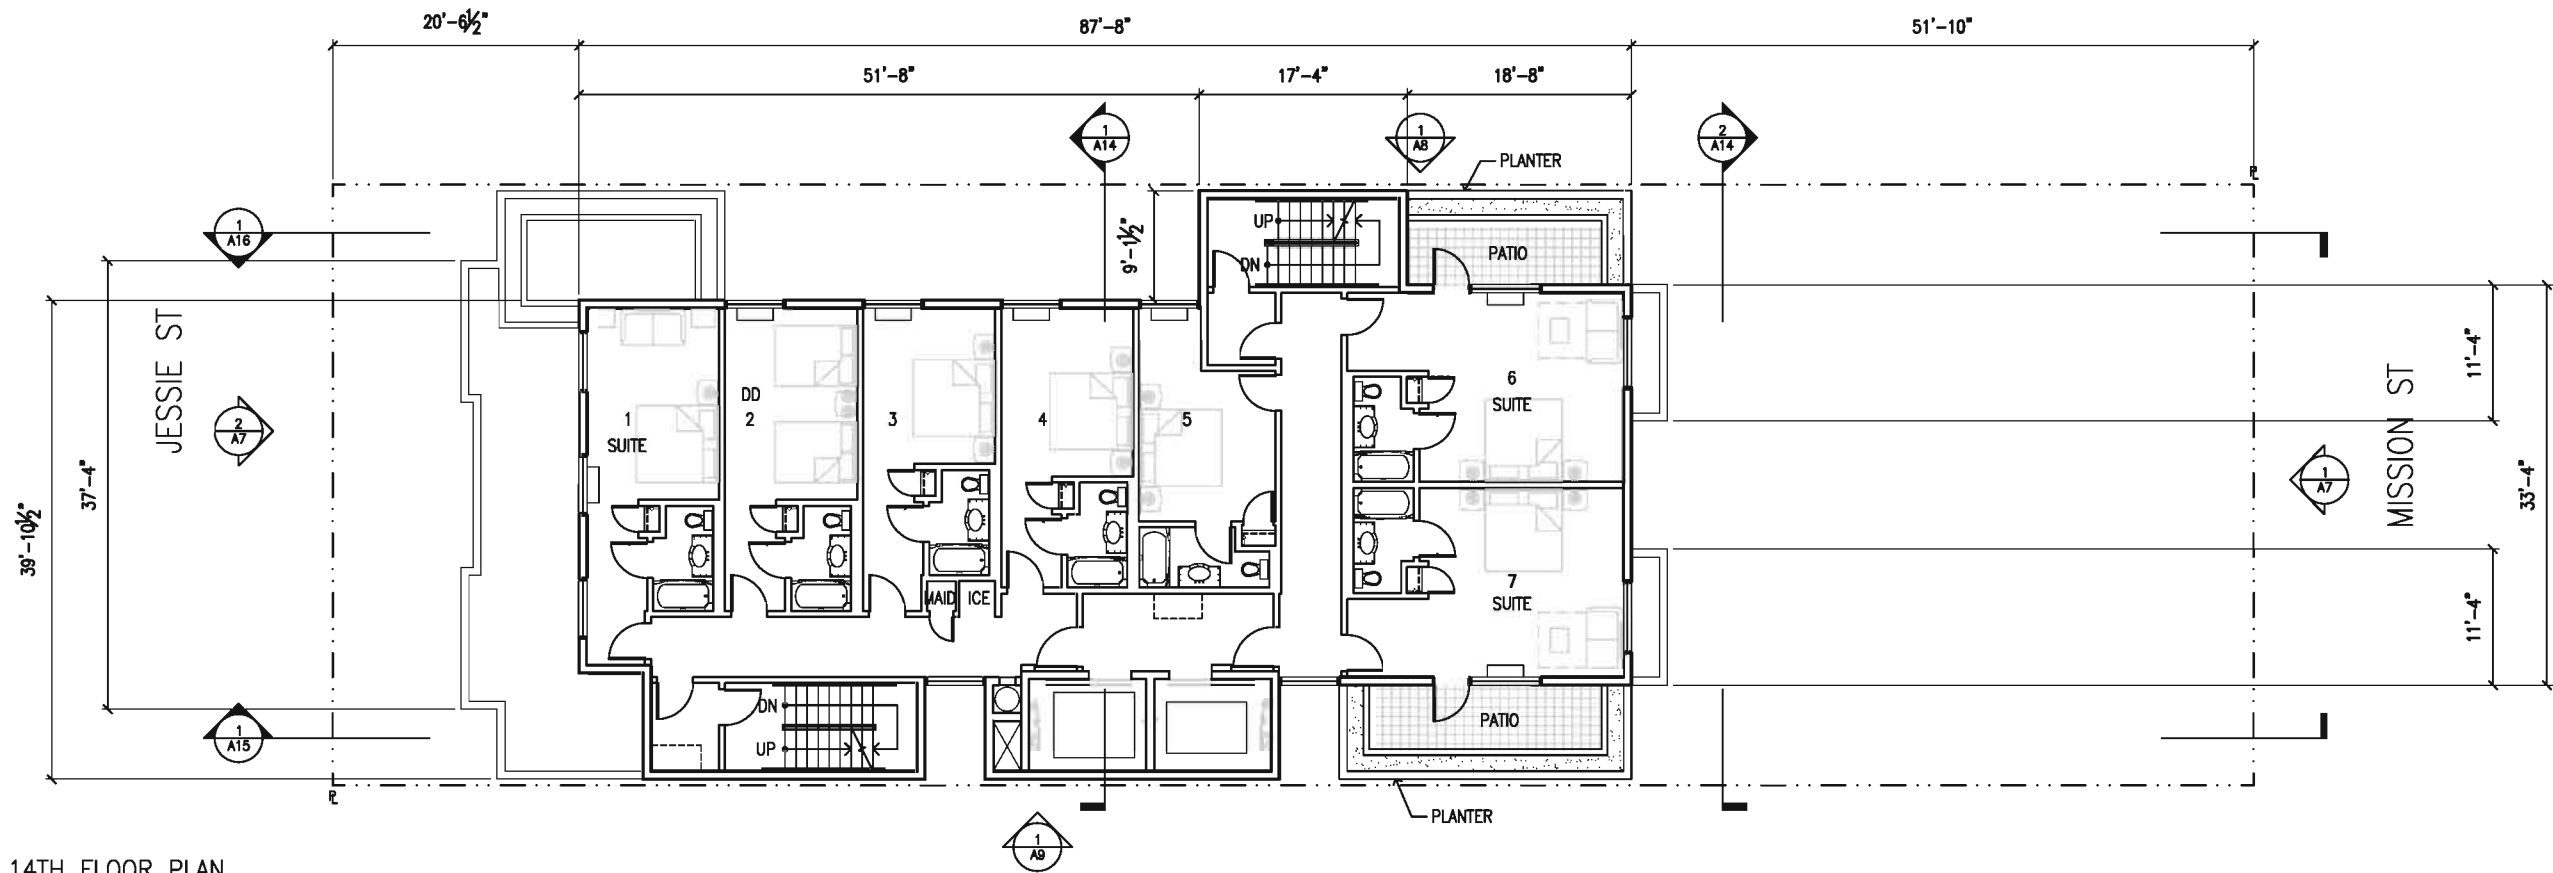 20'-6½"
87'-8"
51'-10"
51'-8"
17'-4"
18'-8"
1
A14
1
A8
2
A14
PLANTER
PL
1
A16
9'-1½"
UP
DN
PATIO
JESSIE ST
2
A7
37'-4"
39'-10½"
1
SUITE
DD
2
3
4
5
6
SUITE
11'-4"
MISSION ST
1
A7
33'-4"
7
SUITE
MAID
ICE
11'-4"
1
A15
DN
UP
PATIO
PL
PLANTER
1
A9
14TH FLOOR PLAN